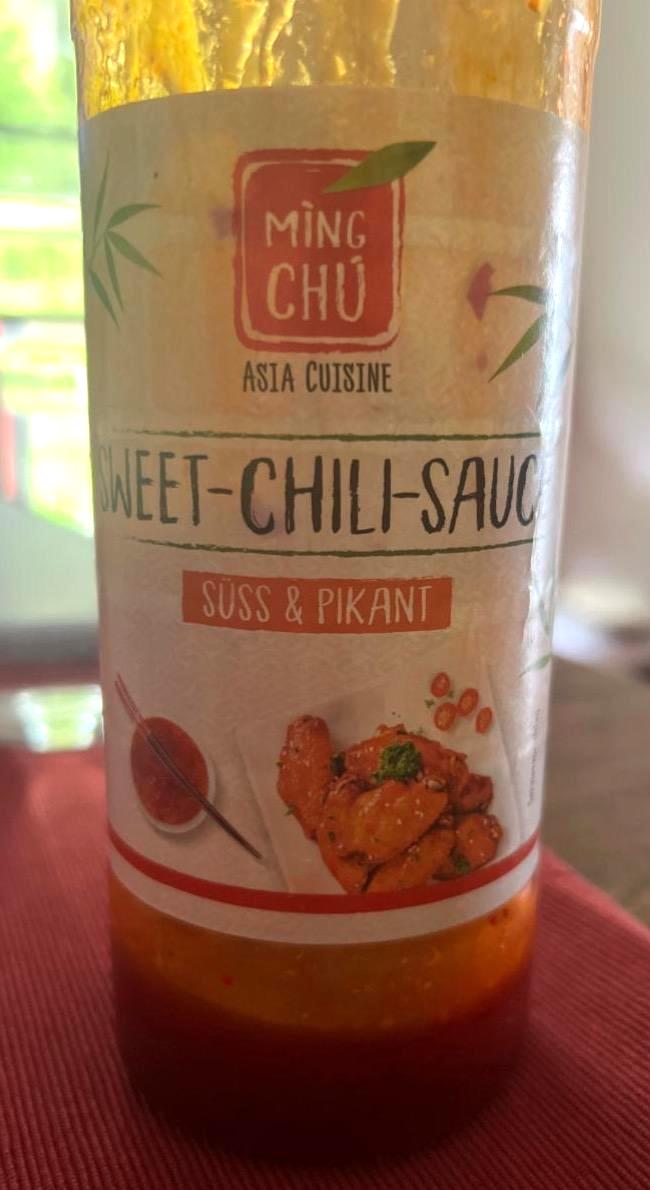 MÌNG
CHÚ
ASIA CUISINE
SWEET-CHILI-SAUC
SÜSS & PIKANT